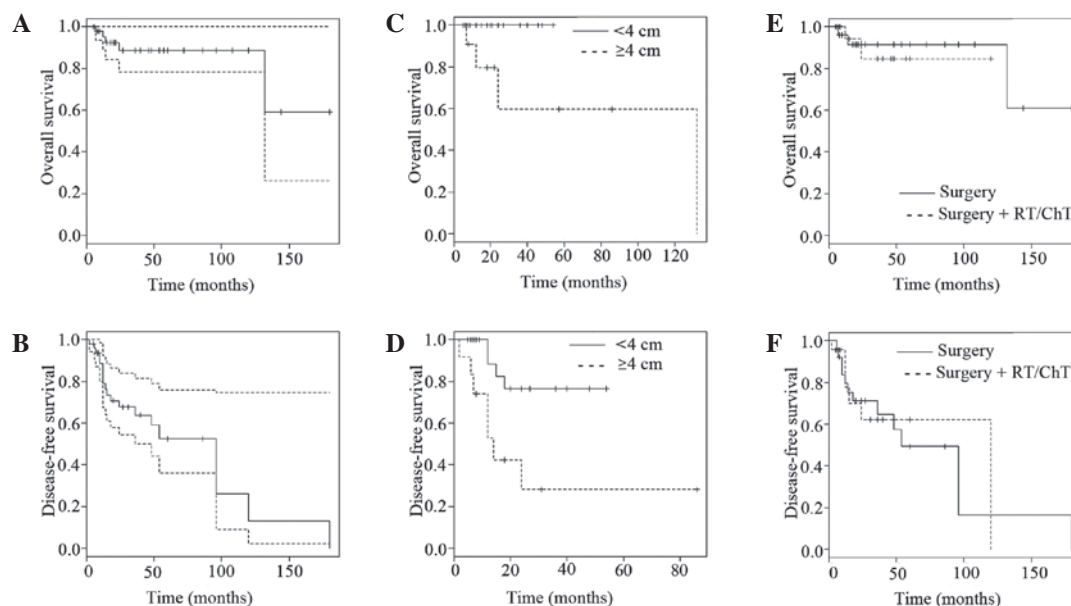 A
Overall survival
1.0
0.8
0.6
0.4
0.2
0.0
0
50
100
150
Time (months)
C
Overall survival
1.0
0.8
0.6
0.4
0.2
0.0
<4 cm
≥4 cm
0
20
40
60
80
100
120
Time (months)
E
Overall survival
1.0
0.8
0.6
0.4
0.2
0.0
Surgery
Surgery + RT/ChT
0
50
100
150
Time (months)
B
Disease-free survival
1.0
0.8
0.6
0.4
0.2
0.0
0
50
100
150
Time (months)
D
Disease-free survival
1.0
0.8
0.6
0.4
0.2
0.0
<4 cm
≥4 cm
0
20
40
60
80
Time (months)
F
Disease-free survival
1.0
0.8
0.6
0.4
0.2
0.0
Surgery
Surgery + RT/ChT
0
50
100
150
Time (months)